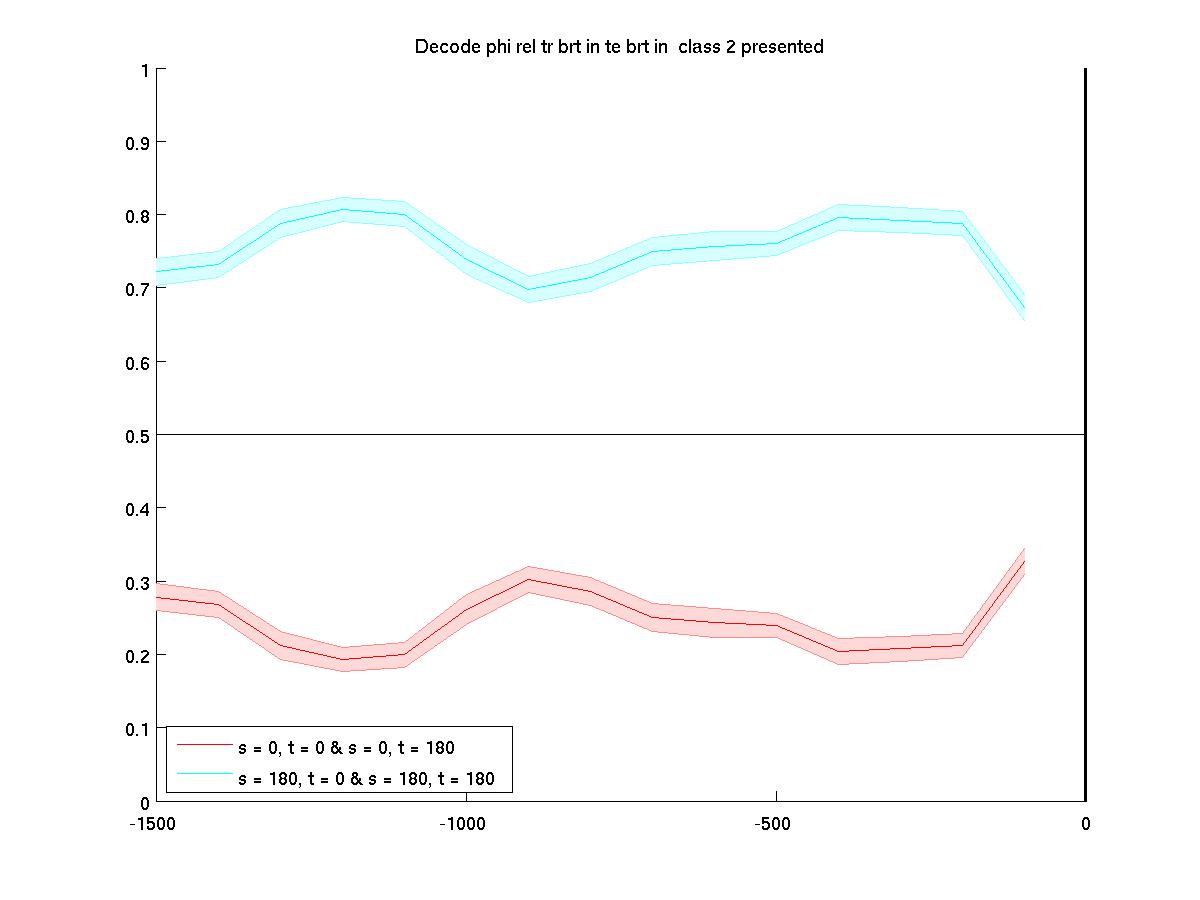 Decode phi rel tr brt in te brt in  class 2 presented
1
0.9
0.8
0.7
0.6
0.5
0.4
0.3
0.2
0.1
0
s = 0, t = 0 & s = 0, t = 180
s = 180, t = 0 & s = 180, t = 180
-1500 -1000 -500 0